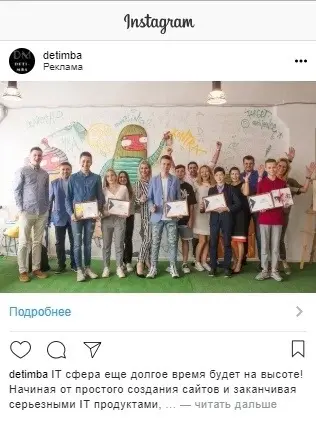 Instagram
detimba
Реклама
Подробнее
detimba IT сфера еще долгое время будет на высоте!
Начиная от простого создания сайтов и заканчивая
серьезными IT продуктами, ... — читать дальше